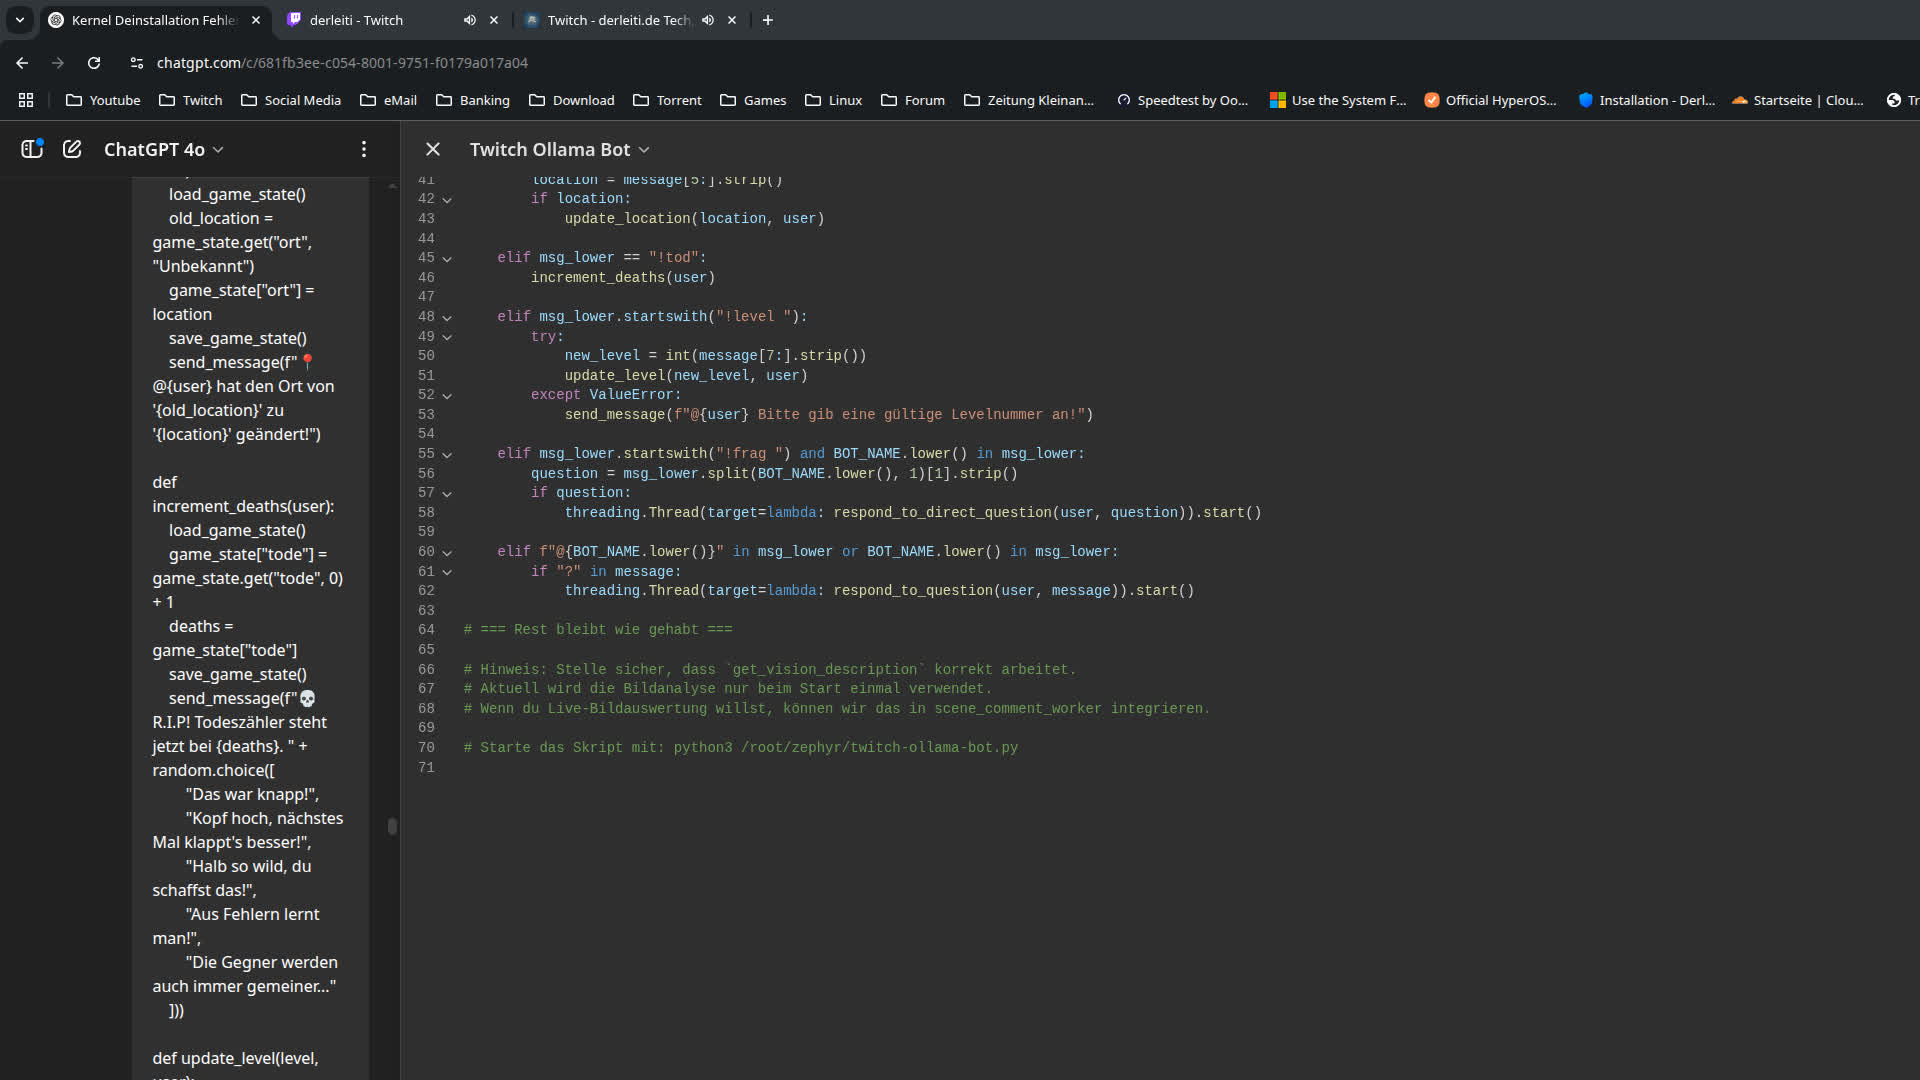 Kernel Deinstallation Fehle
derleiti - Twitch
Twitch - derleiti.de Tech
chatgpt.com/c/681fb3ee-c054-8001-9751-f0179a017a04
Youtube
Twitch
Social Media
eMail
Banking
Download
Torrent
Games
Linux
Forum
Zeitung Kleinan...
Speedtest by Oo...
Use the System F...
Official HyperOS...
Installation - Derl...
Startseite | Clou...
Tr
ChatGPT 4o
load_game_state()
old_location =
game_state.get("ort",
"Unbekannt")
game_state["ort"] =
location
save_game_state()
send_message(f"📍
@{user} hat den Ort von
'{old_location}' zu
'{location}' geändert!")
def
increment_deaths(user):
load_game_state()
game_state["tode"] =
game_state.get("tode", 0)
+ 1
deaths =
game_state["tode"]
save_game_state()
send_message(f"💀
R.I.P! Todeszähler steht
jetzt bei {deaths}. " +
random.choice([
"Das war knapp!",
"Kopf hoch, nächstes
Mal klappt's besser!",
"Halb so wild, du
schaffst das!",
"Aus Fehlern lernt
man!",
"Die Gegner werden
auch immer gemeiner..."
]))
def update_level(level,
user):
Twitch Ollama Bot
41 location = message[5:].strip()
42 if location:
43 update_location(location, user)
44
45 elif msg_lower == "!tod":
46 increment_deaths(user)
47
48 elif msg_lower.startswith("!level "):
49 try:
50 new_level = int(message[7:].strip())
51 update_level(new_level, user)
52 except ValueError:
53 send_message(f"@{user} Bitte gib eine gültige Levelnummer an!")
54
55 elif msg_lower.startswith("!frag ") and BOT_NAME.lower() in msg_lower:
56 question = msg_lower.split(BOT_NAME.lower(), 1)[1].strip()
57 if question:
58 threading.Thread(target=lambda: respond_to_direct_question(user, question)).start()
59
60 elif f"@{BOT_NAME.lower()}" in msg_lower or BOT_NAME.lower() in msg_lower:
61 if "?" in message:
62 threading.Thread(target=lambda: respond_to_question(user, message)).start()
63
64 # === Rest bleibt wie gehabt ===
65
66 # Hinweis: Stelle sicher, dass `get_vision_description` korrekt arbeitet.
67 # Aktuell wird die Bildanalyse nur beim Start einmal verwendet.
68 # Wenn du Live-Bildauswertung willst, können wir das in scene_comment_worker integrieren.
69
70 # Starte das Skript mit: python3 /root/zephyr/twitch-ollama-bot.py
71